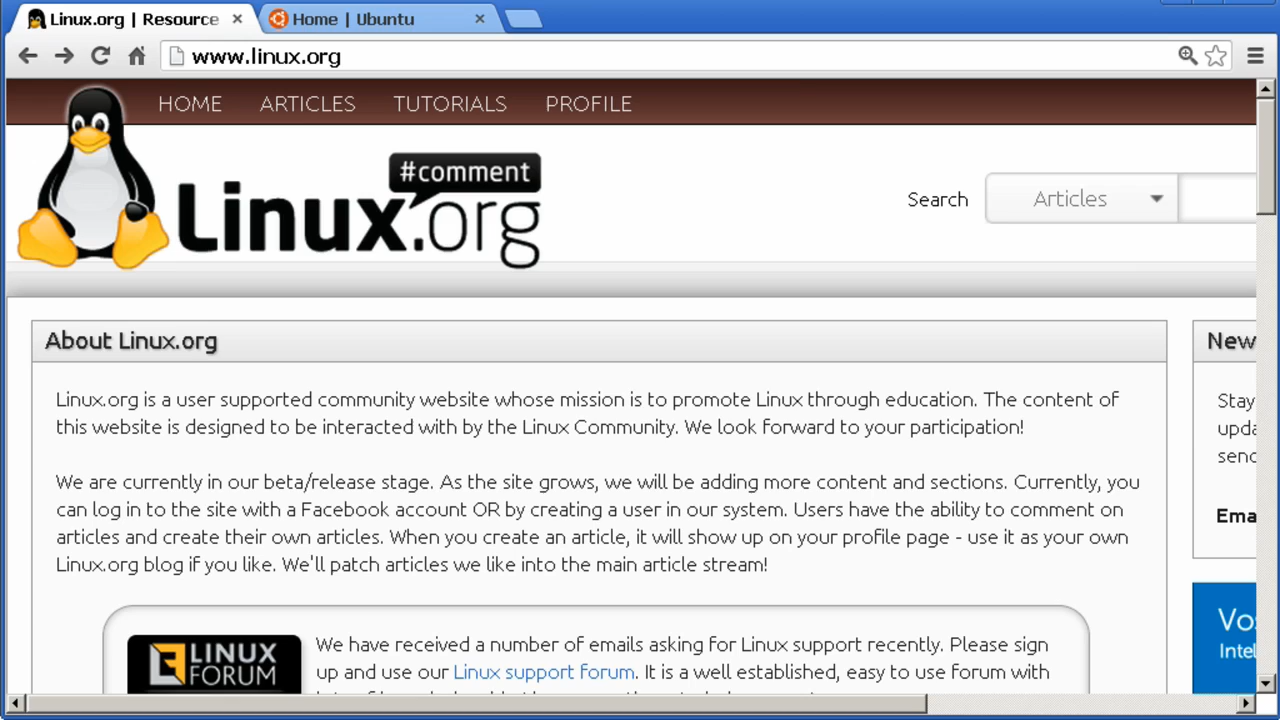 Linux.org | Resource
Home | Ubuntu
www.linux.org
HOME ARTICLES TUTORIALS PROFILE
#comment
Linux.org
Search Articles
About Linux.org
Linux.org is a user supported community website whose mission is to promote Linux through education. The content of
this website is designed to be interacted with by the Linux Community. We look forward to your participation!
We are currently in our beta/release stage. As the site grows, we will be adding more content and sections. Currently, you
can log in to the site with a Facebook account OR by creating a user in our system. Users have the ability to comment on
articles and create their own articles. When you create an article, it will show up on your profile page - use it as your own
Linux.org blog if you like. We'll patch articles we like into the main article stream!
LINUX
FORUM
We have received a number of emails asking for Linux support recently. Please sign
up and use our Linux support forum. It is a well established, easy to use forum with
New
Stay
upda
send
Ema
Vos
Intel